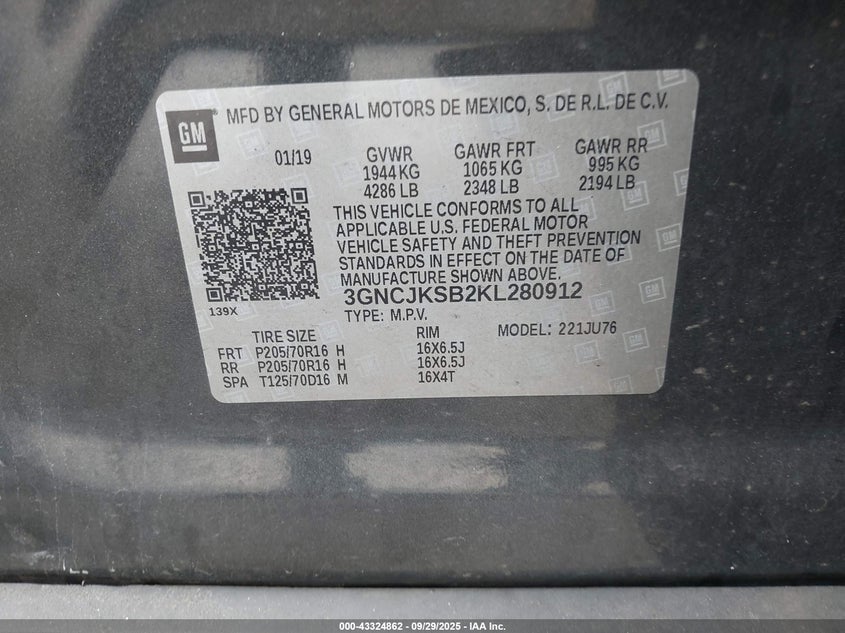 GM
MFD BY GENERAL MOTORS DE MEXICO, S. DE R.L. DE C.V.
01/19 GVWR GAWR FRT GAWR RR
1944 KG 1065 KG 995 KG
4286 LB 2348 LB 2194 LB
THIS VEHICLE CONFORMS TO ALL
APPLICABLE U.S. FEDERAL MOTOR
VEHICLE SAFETY AND THEFT PREVENTION
STANDARDS IN EFFECT ON THE DATE OF
MANUFACTURE SHOWN ABOVE.
3GNCJKSB2KL280912
139X
TYPE: M.P.V. MODEL: 221JU76
TIRE SIZE RIM
FRT P205/70R16 H 16X6.5J
RR P205/70R16 H 16X6.5J
SPA T125/70D16 M 16X4T
000-43324862 - 09/29/2025 - IAA Inc.